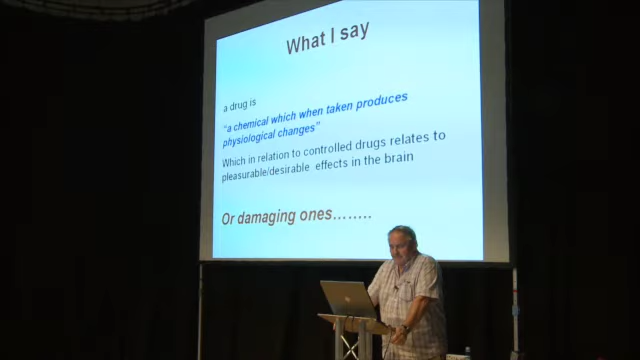 What I say
a drug is
"a chemical which when taken produces
physiological changes"
Which in relation to controlled drugs relates to
pleasurable/desirable effects in the brain
Or damaging ones........